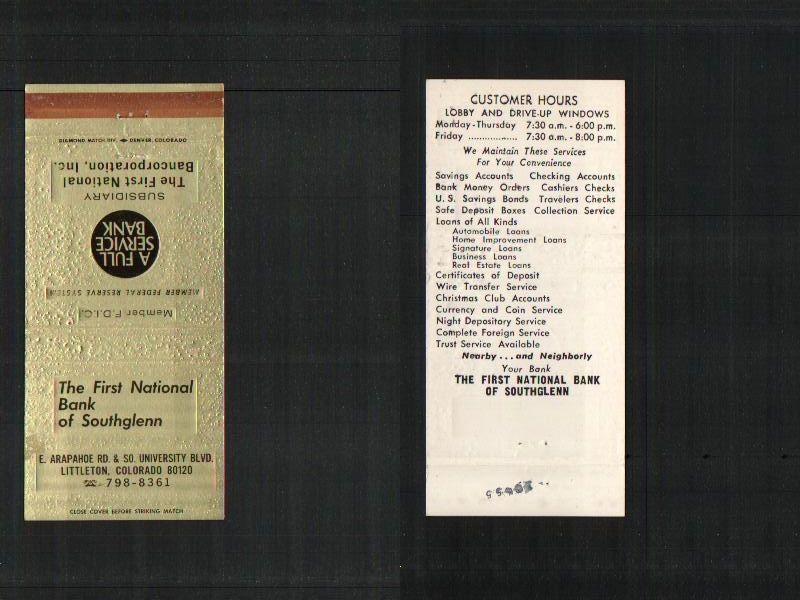 DIAMOND MATCH DIV. DENVER, COLORADO
The First National
Bancorporation, Inc.
SUBSIDIARY
A FULL
SERVICE
BANK
MEMBER FEDERAL RESERVE SYSTEM
Member F.D.I.C.
The First National
Bank
of Southglenn
E. ARAPAHOE RD. & SO. UNIVERSITY BLVD.
LITTLETON, COLORADO 80120
☎ 798-8361
CLOSE COVER BEFORE STRIKING MATCH
CUSTOMER HOURS
LOBBY AND DRIVE-UP WINDOWS
Monday-Thursday 7:30 a.m. - 6:00 p.m.
Friday .................. 7:30 a.m. - 8:00 p.m.
We Maintain These Services
For Your Convenience
Savings Accounts Checking Accounts
Bank Money Orders Cashiers Checks
U. S. Savings Bonds Travelers Checks
Safe Deposit Boxes Collection Service
Loans of All Kinds
Automobile Loans
Home Improvement Loans
Signature Loans
Business Loans
Real Estate Loans
Certificates of Deposit
Wire Transfer Service
Christmas Club Accounts
Currency and Coin Service
Night Depository Service
Complete Foreign Service
Trust Service Available
Nearby...and Neighborly
Your Bank
THE FIRST NATIONAL BANK
OF SOUTHGLENN